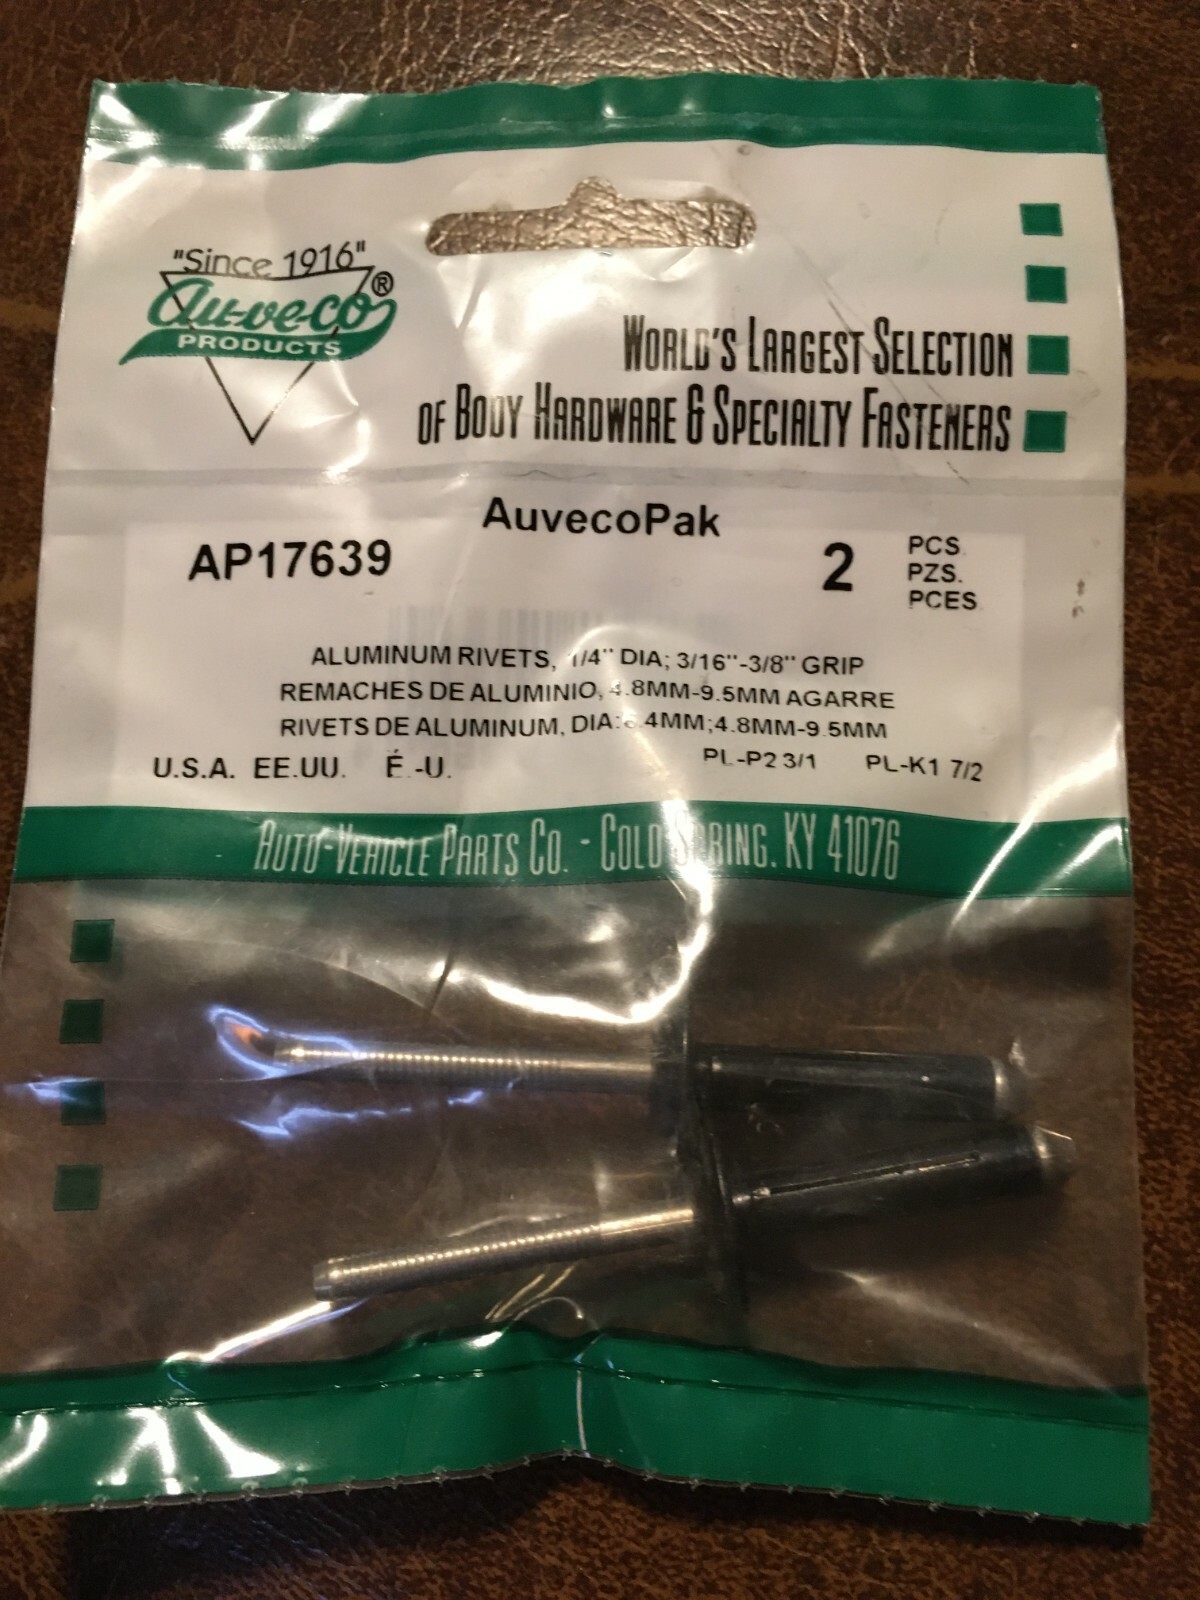 "Since 1916"
Au-ve-co®
PRODUCTS
WORLD'S LARGEST SELECTION
OF BODY HARDWARE & SPECIALTY FASTENERS
AuvecoPak
AP17639
2
PCS.
PZS.
PCES.
ALUMINUM RIVETS, 1/4" DIA; 3/16"-3/8" GRIP
REMACHES DE ALUMINIO, 4.8MM-9.5MM AGARRE
RIVETS DE ALUMINUM, DIA:6.4MM;4.8MM-9.5MM
U.S.A. EE.UU. É.-U. PL-P2 3/1 PL-K1 7/2
AUTO-VEHICLE PARTS CO. - COLD SPRING, KY 41076